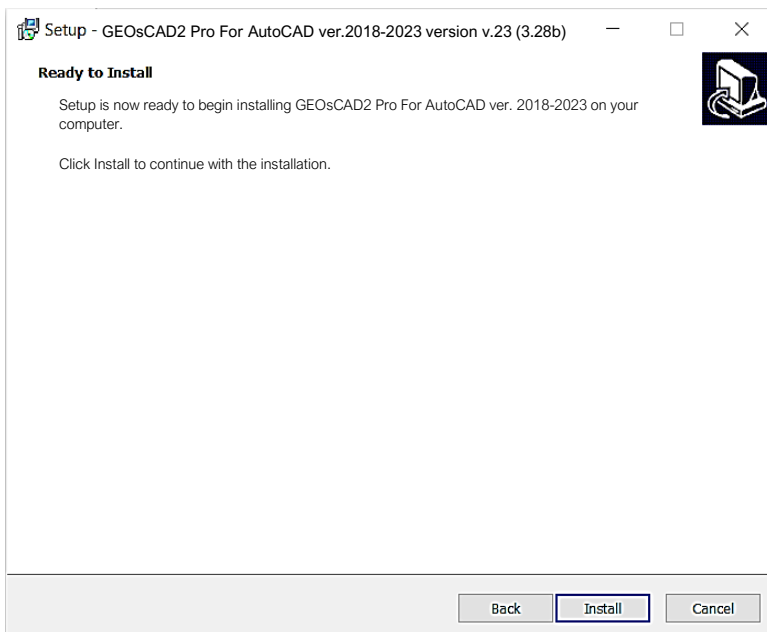 Setup - GEOsCAD2 Pro For AutoCAD ver.2018-2023 version v.23 (3.28b)
Ready to Install
Setup is now ready to begin installing GEOsCAD2 Pro For AutoCAD ver. 2018-2023 on your
computer.
Click Install to continue with the installation.
Back Install Cancel